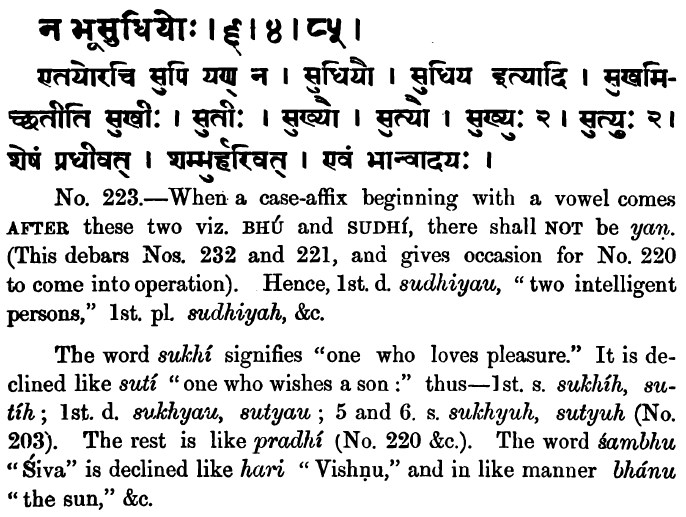 न भूसुधियोः । ६ । ४ । ८५ ।
एतयोरचि सुपि यण् न । सुधियौ । सुधिय इत्यादि । सुखमि-
च्छतीति सुखीः । सुतीः । सुख्यौ । सुत्यौ । सुख्युः २ । सुत्युः २ ।
शेषं प्रधीवत् । शम्भुर्हरिवत् । एवं भान्वादयः ।
No. 223.—When a case-affix beginning with a vowel comes
AFTER these two viz. BHÚ and SUDHÍ, there shall NOT be yaṇ.
(This debars Nos. 232 and 221, and gives occasion for No. 220
to come into operation). Hence, 1st. d. sudhiyau, “two intelligent
persons,” 1st. pl. sudhiyah, &c.
The word sukhí signifies “one who loves pleasure.” It is de-
clined like sutí “one who wishes a son :” thus—1st. s. sukhíh, su-
tíh ; 1st. d. sukhyau, sutyau ; 5 and 6. s. sukhyuh, sutyuh (No.
203). The rest is like pradhí (No. 220 &c.). The word śambhu
“Śiva” is declined like hari “Vishṇu,” and in like manner bhánu
“the sun,” &c.